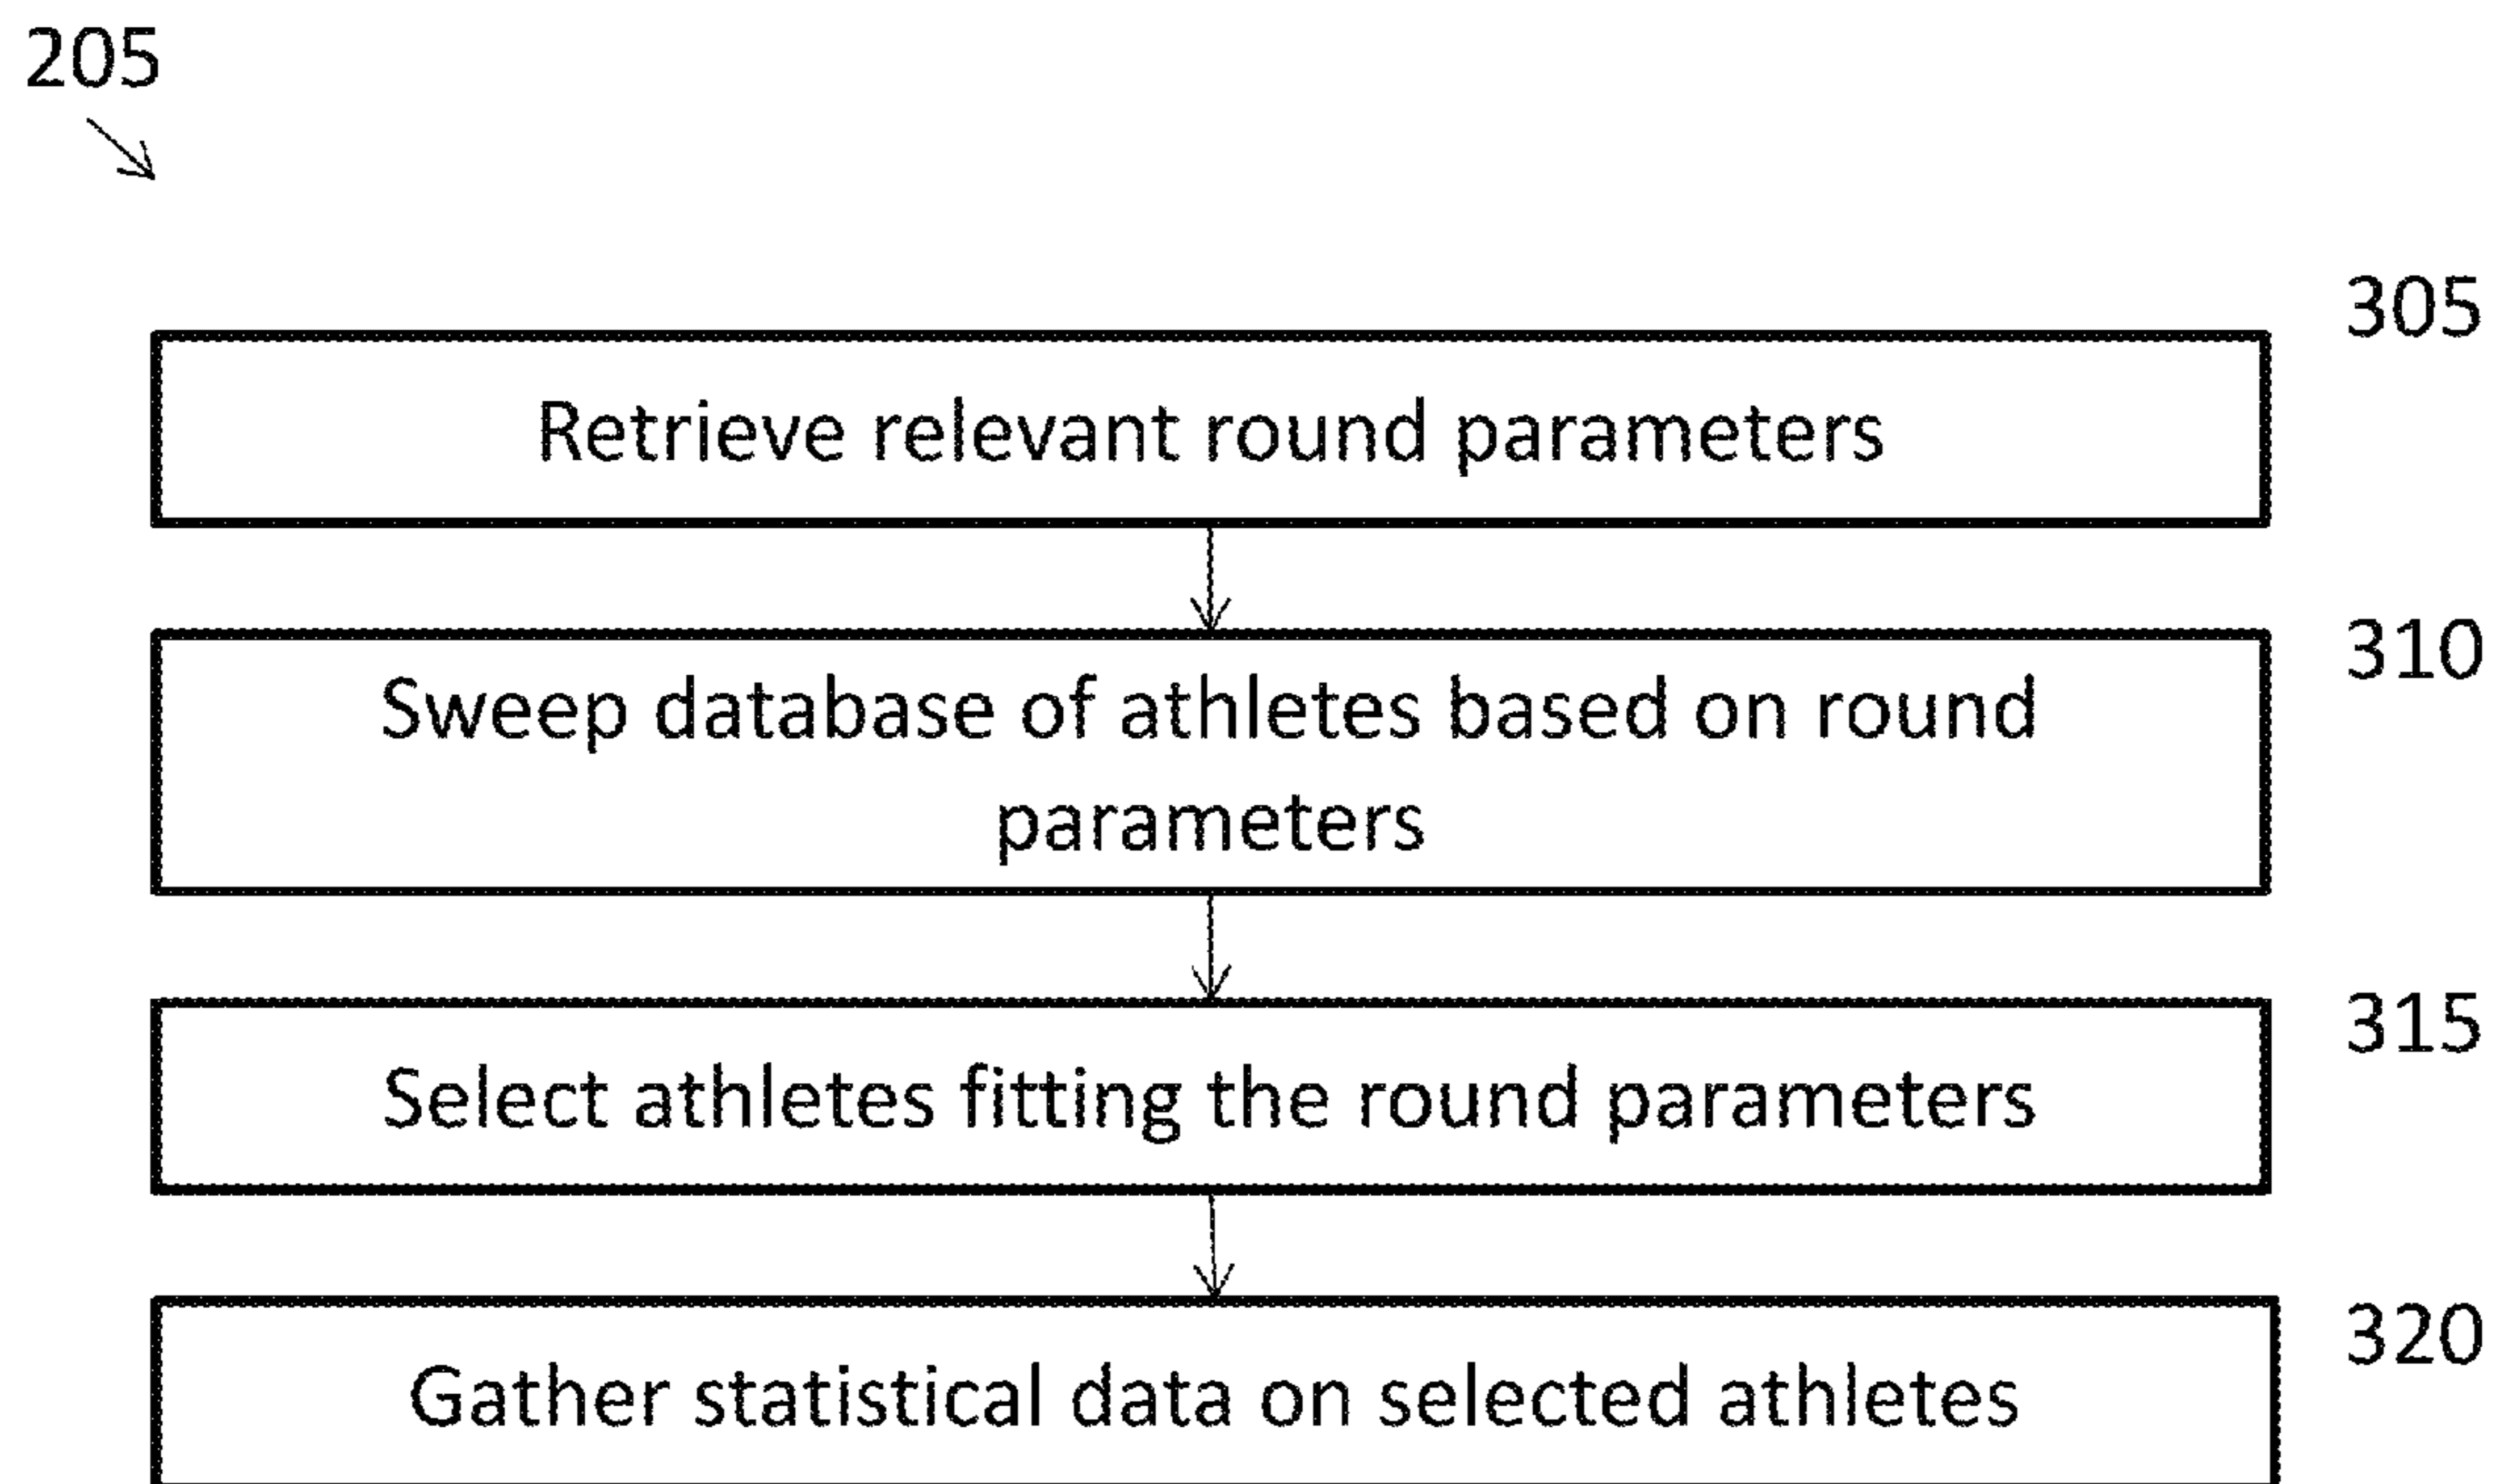 205
305
Retrieve relevant round parameters
310
Sweep database of athletes based on round
parameters
315
Select athletes fitting the round parameters
320
Gather statistical data on selected athletes